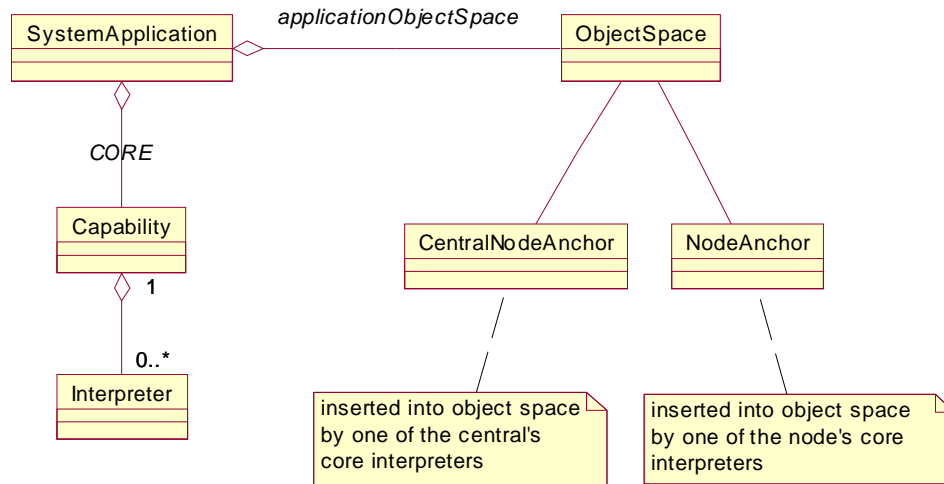 applicationObjectSpace
SystemApplication
ObjectSpace
CORE
Capability
CentralNodeAnchor
NodeAnchor
1
0..*
Interpreter
inserted into object space
by one of the central's
core interpreters
inserted into object space
by one of the node's core
interpreters